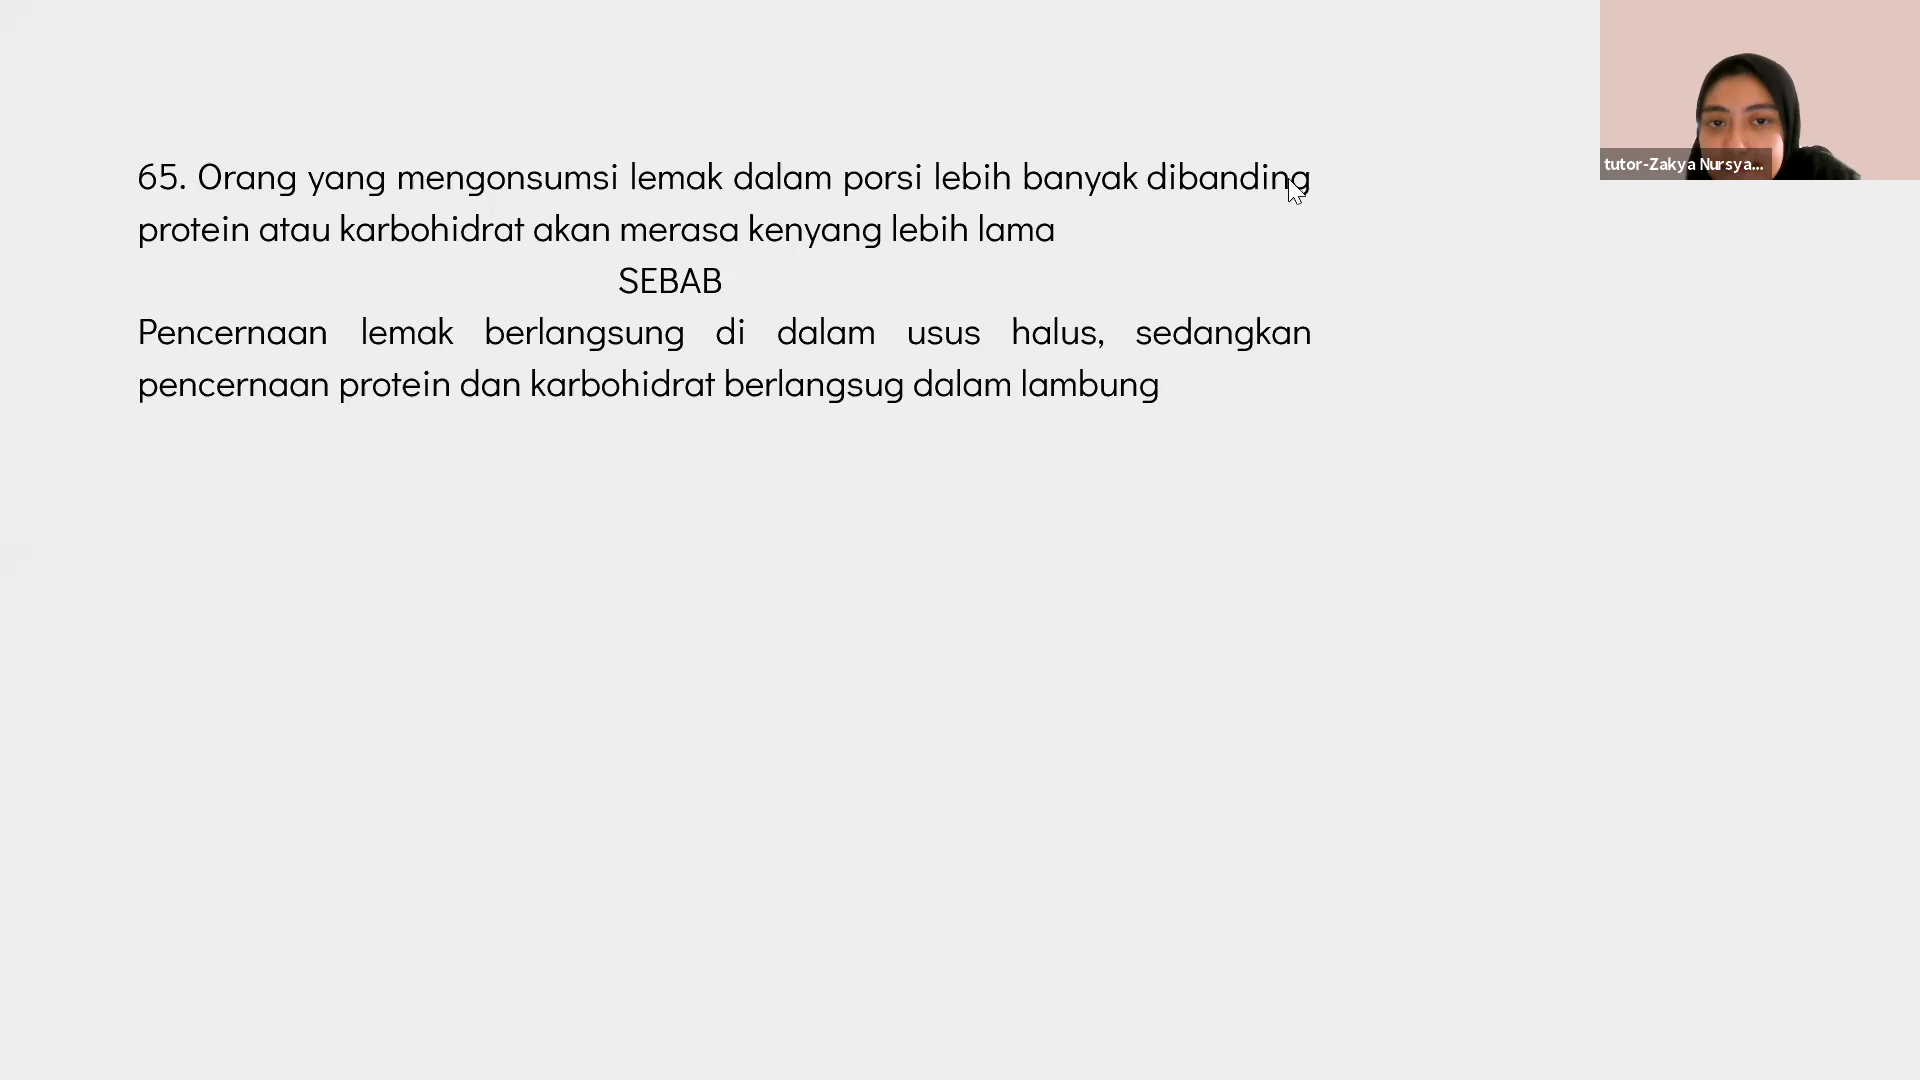 65. Orang yang mengonsumsi lemak dalam porsi lebih banyak dibanding
protein atau karbohidrat akan merasa kenyang lebih lama
SEBAB
Pencernaan lemak berlangsung di dalam usus halus, sedangkan
pencernaan protein dan karbohidrat berlangsug dalam lambung
tutor-Zakya Nursya...